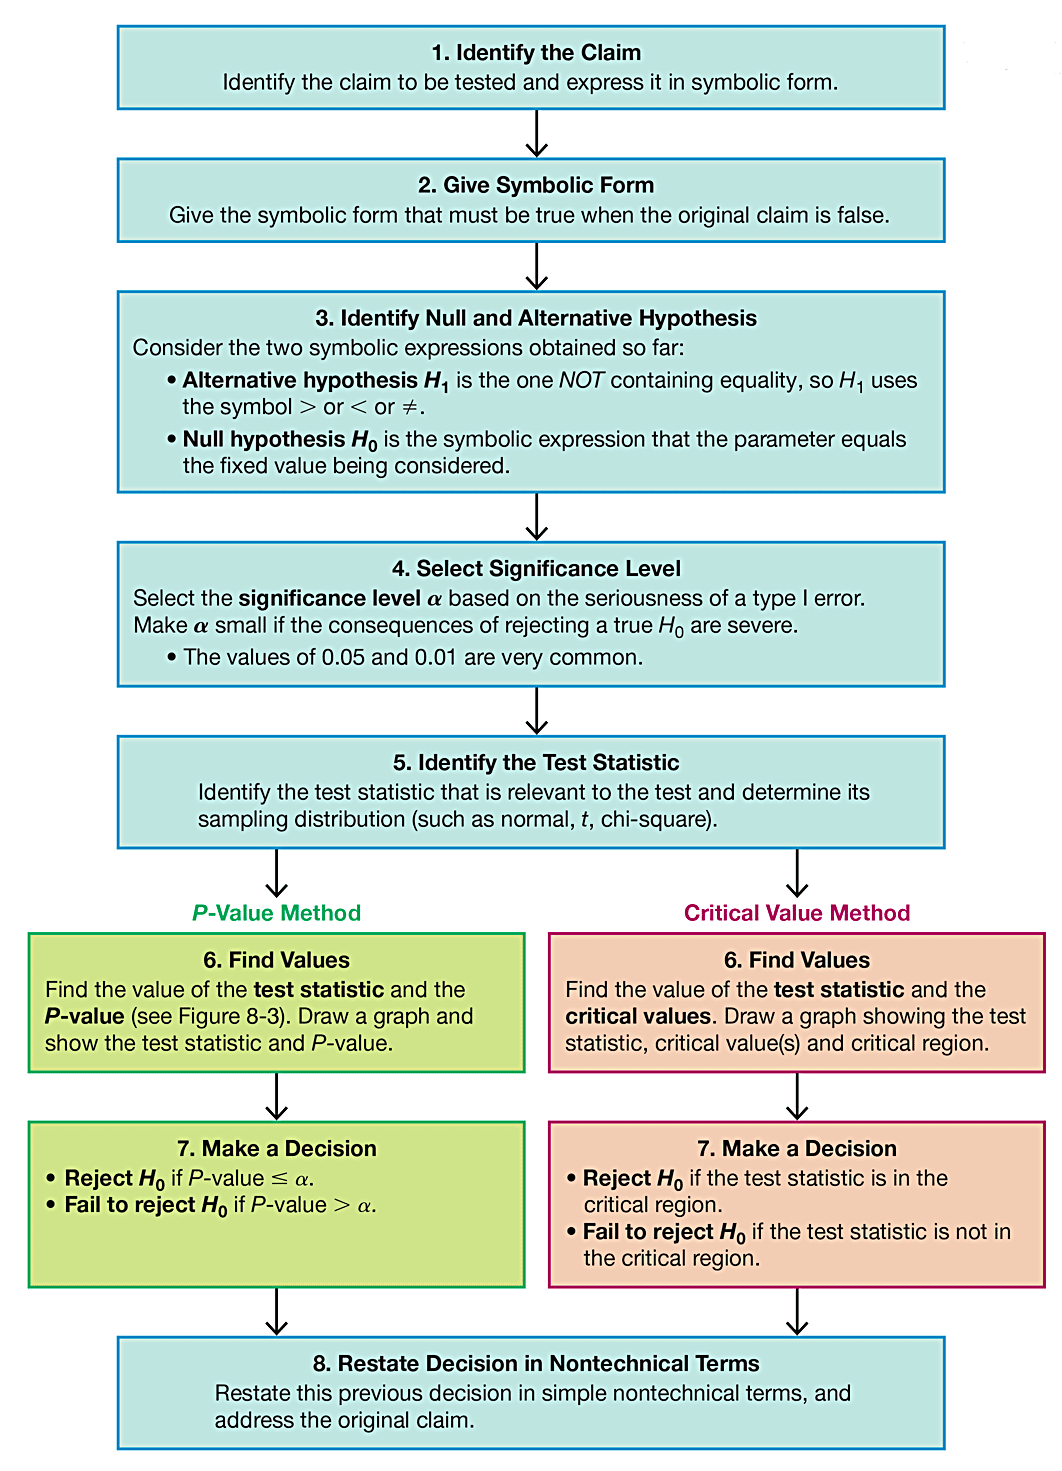 1. Identify the Claim
Identify the claim to be tested and express it in symbolic form.
2. Give Symbolic Form
Give the symbolic form that must be true when the original claim is false.
3. Identify Null and Alternative Hypothesis
Consider the two symbolic expressions obtained so far:
• Alternative hypothesis H₁ is the one NOT containing equality, so H₁ uses
the symbol > or < or ≠.
• Null hypothesis H₀ is the symbolic expression that the parameter equals
the fixed value being considered.
4. Select Significance Level
Select the significance level α based on the seriousness of a type I error.
Make α small if the consequences of rejecting a true H₀ are severe.
• The values of 0.05 and 0.01 are very common.
5. Identify the Test Statistic
Identify the test statistic that is relevant to the test and determine its
sampling distribution (such as normal, t, chi-square).
P-Value Method
6. Find Values
Find the value of the test statistic and the
P-value (see Figure 8-3). Draw a graph and
show the test statistic and P-value.
7. Make a Decision
• Reject H₀ if P-value ≤ α.
• Fail to reject H₀ if P-value > α.
Critical Value Method
6. Find Values
Find the value of the test statistic and the
critical values. Draw a graph showing the test
statistic, critical value(s) and critical region.
7. Make a Decision
• Reject H₀ if the test statistic is in the
critical region.
• Fail to reject H₀ if the test statistic is not in
the critical region.
8. Restate Decision in Nontechnical Terms
Restate this previous decision in simple nontechnical terms, and
address the original claim.